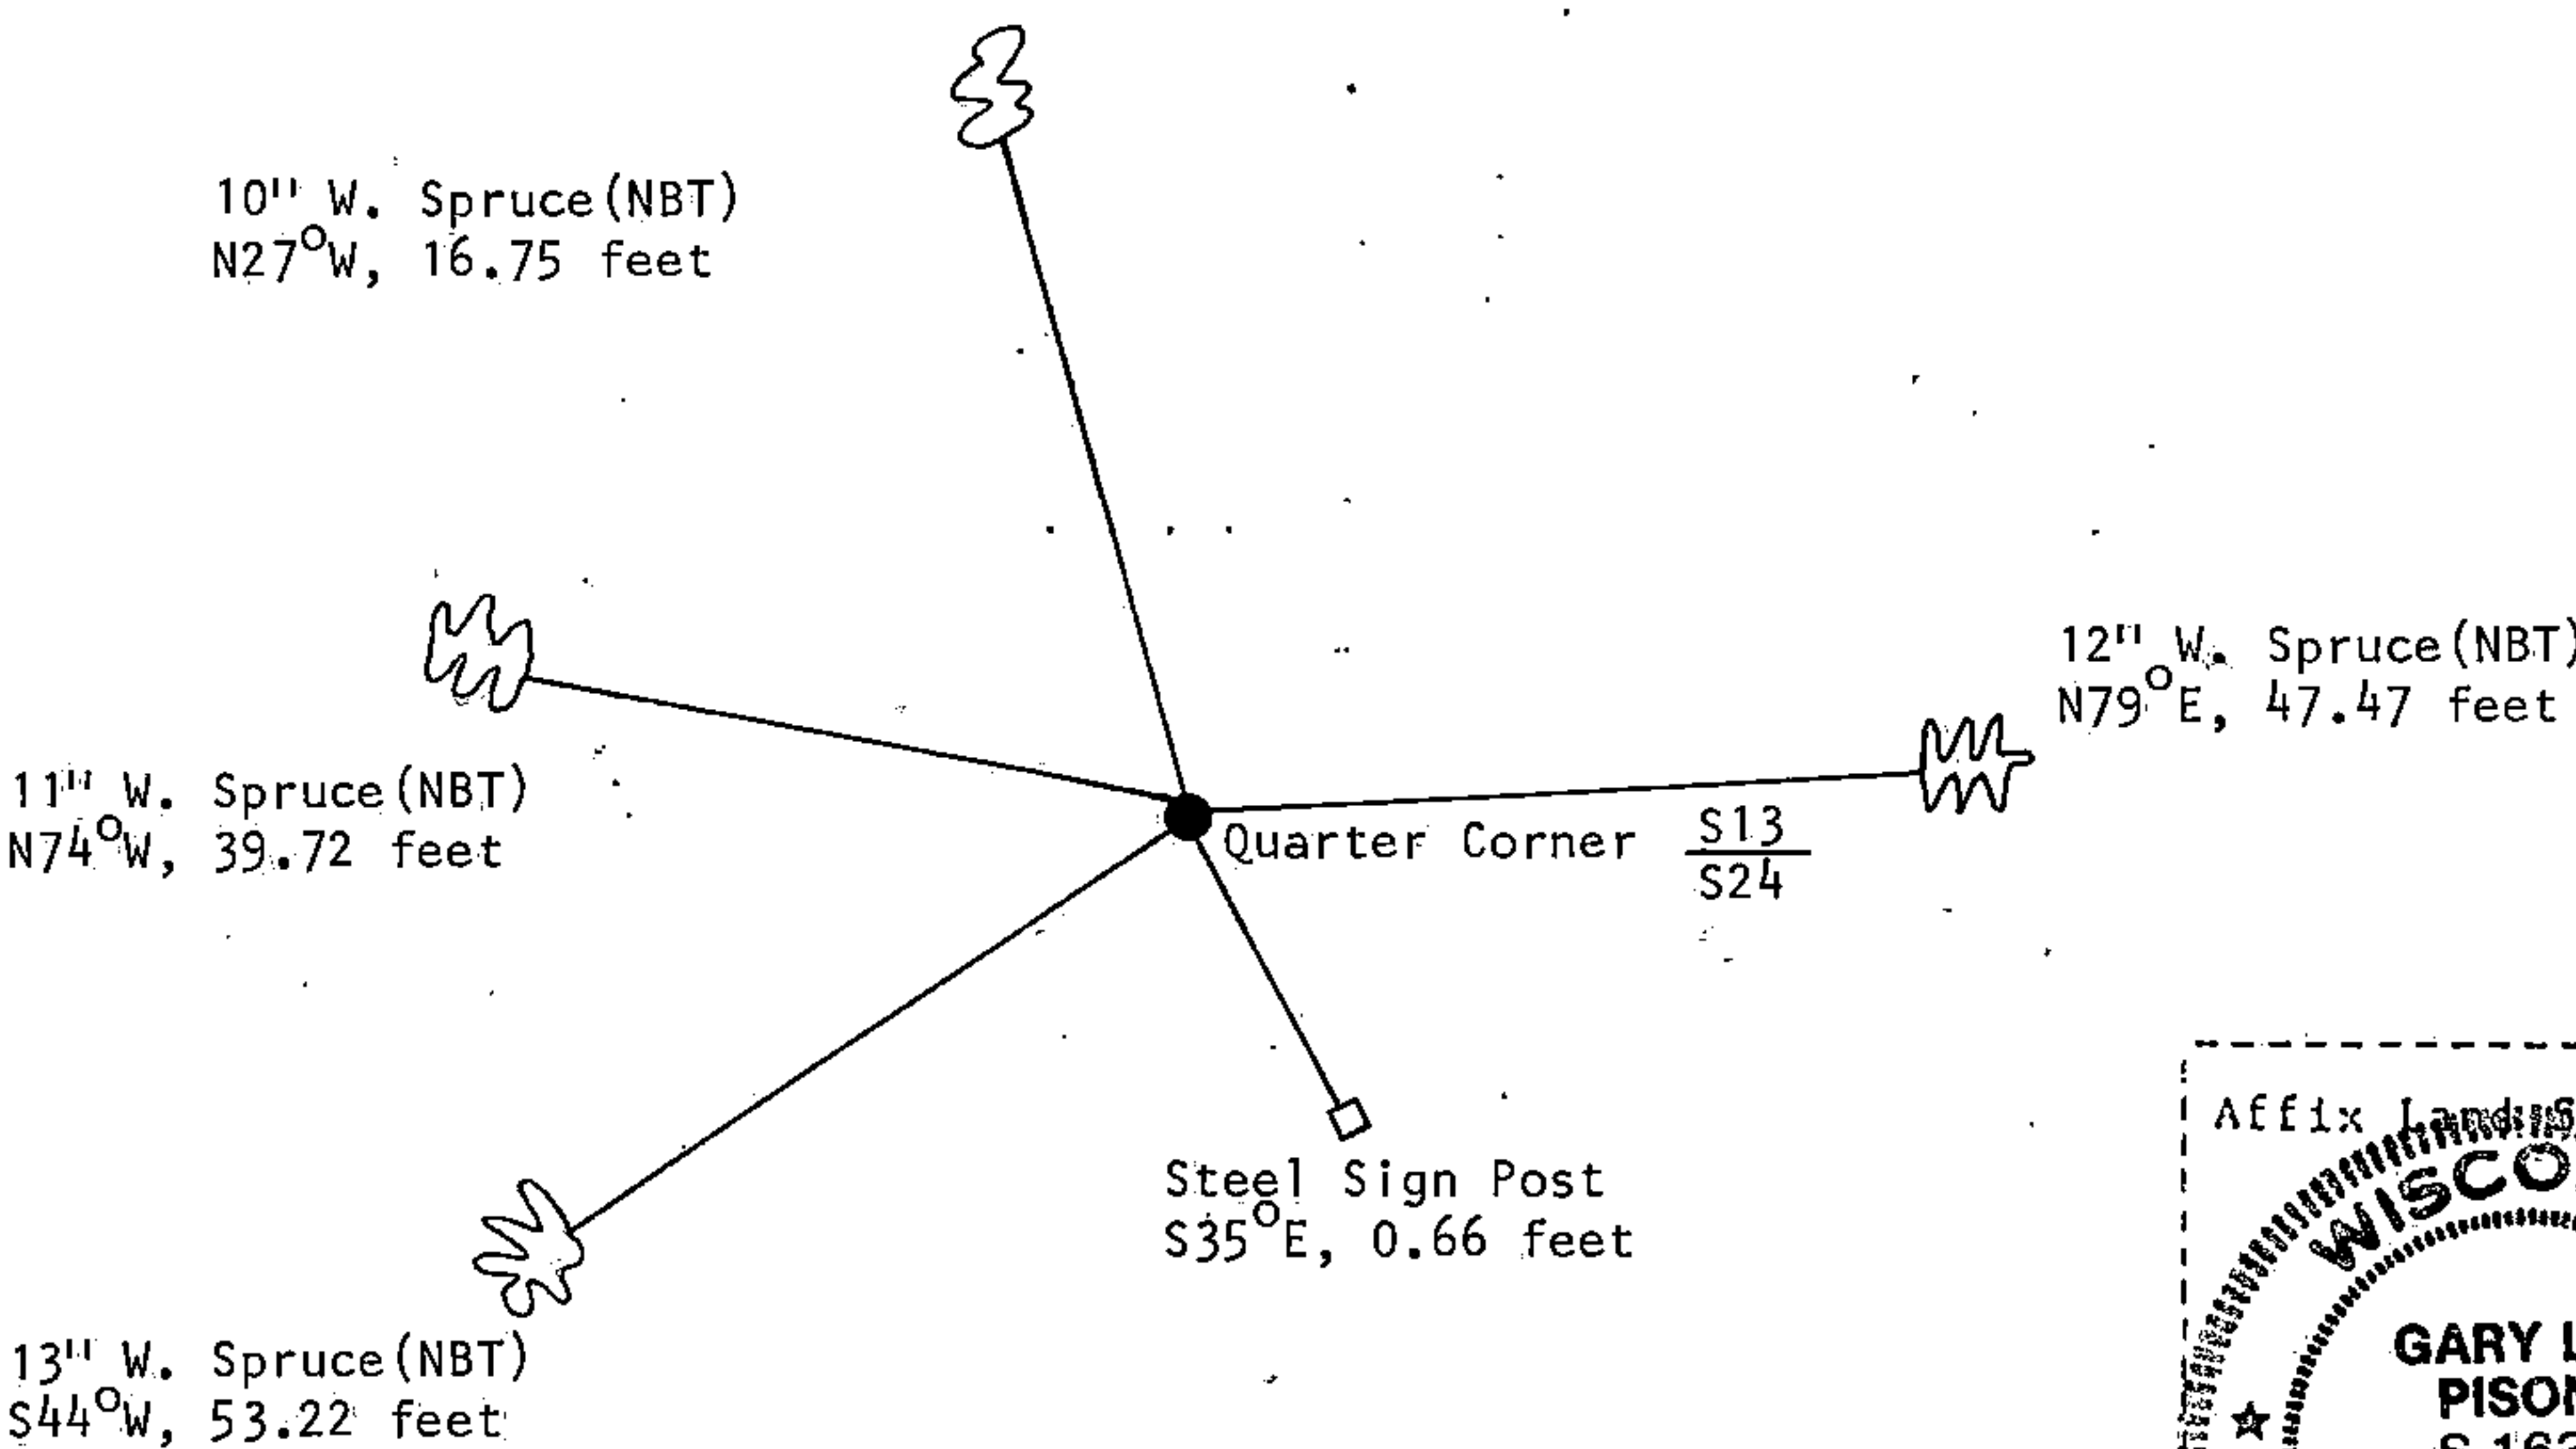 10" W. Spruce(NBT)
N27°W, 16.75 feet
12" W. Spruce(NBT)
N79°E, 47.47 feet
11" W. Spruce(NBT)
N74°W, 39.72 feet
Quarter Corner
S13
S24
Steel Sign Post
S35°E, 0.66 feet
13" W. Spruce(NBT)
S44°W, 53.22 feet
Affix Land
GARY